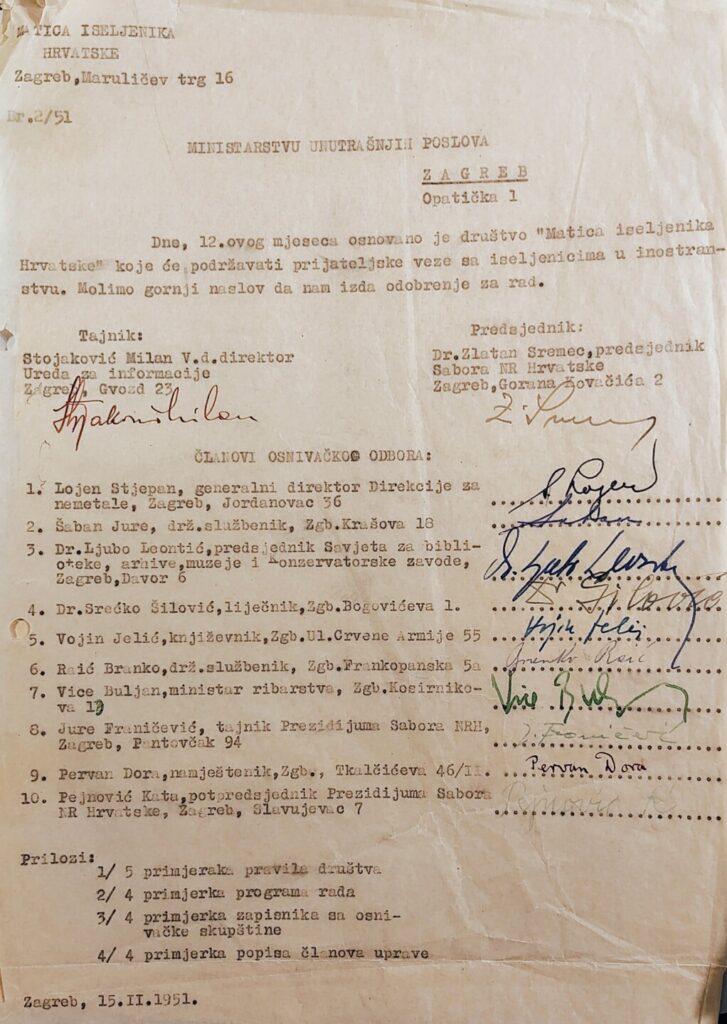 MATICA ISELJENIKA
HRVATSKE
Zagreb,Maruličev trg 16
Br.2/51
MINISTARSTVU UNUTRAŠNJIH POSLOVA
Z A G R E B
Opatička 1
Dne, 12.ovog mjeseca osnovano je društvo "Matica iseljenika
Hrvatske" koje će podržavati prijateljske veze sa iseljenicima u inostran-
stvu. Molimo gornji naslov da nam izda odobrenje za rad.
Tajnik:
Stojaković Milan V.d.direktor
Ureda za informacije
Zagreb, Gvozd 23
Stojaković Milan
Predsjednik:
Dr.Zlatan Sremec,predsjednik
Sabora NR Hrvatske
Zagreb,Gorana Kovačića 2
ČLANOVI OSNIVAČKOG ODBORA:
1. Lojen Stjepan, generalni direktor Direkcije za
nemetale, Zagreb, Jordanovac 36
2. Šaban Jure, drž.službenik, Zgb.Krašova 18
3. Dr.Ljubo Leontić,predsjednik Savjeta za bibli-
oteke, arhive,muzeje i konzervatorske zavode,
Zagreb,Davor 6
4. Dr.Srećko Šilović,liječnik,Zgb.Bogovićeva 1.
5. Vojin Jelić,književnik,Zgb.Ul.Crvene Armije 55
Vojin Jelić
6. Raić Branko,drž.službenik, Zgb.Frankopanska 5a
Branko Raić
7. Vice Buljan,ministar ribarstva, Zgb.Kosirniko-
va 13
8. Jure Franičević, tajnik Prezidijuma Sabora NRH,
Zagreb, Pantovčak 94
J. Franičević
9. Pervan Dora,namještenik,Zgb., Tkalčićeva 46/II.
Pervan Dora
10. Pejnović Kata,potpredsjednik Prezidijuma Sabora
NR Hrvatske, Zagreb, Slavujevac 7
Prilozi:
1/ 5 primjeraka pravila društva
2/ 4 primjerka programa rada
3/ 4 primjerka zapisnika sa osni-
vačke skupštine
4/ 4 primjerka popisa članova uprave
Zagreb, 15.II.1951.